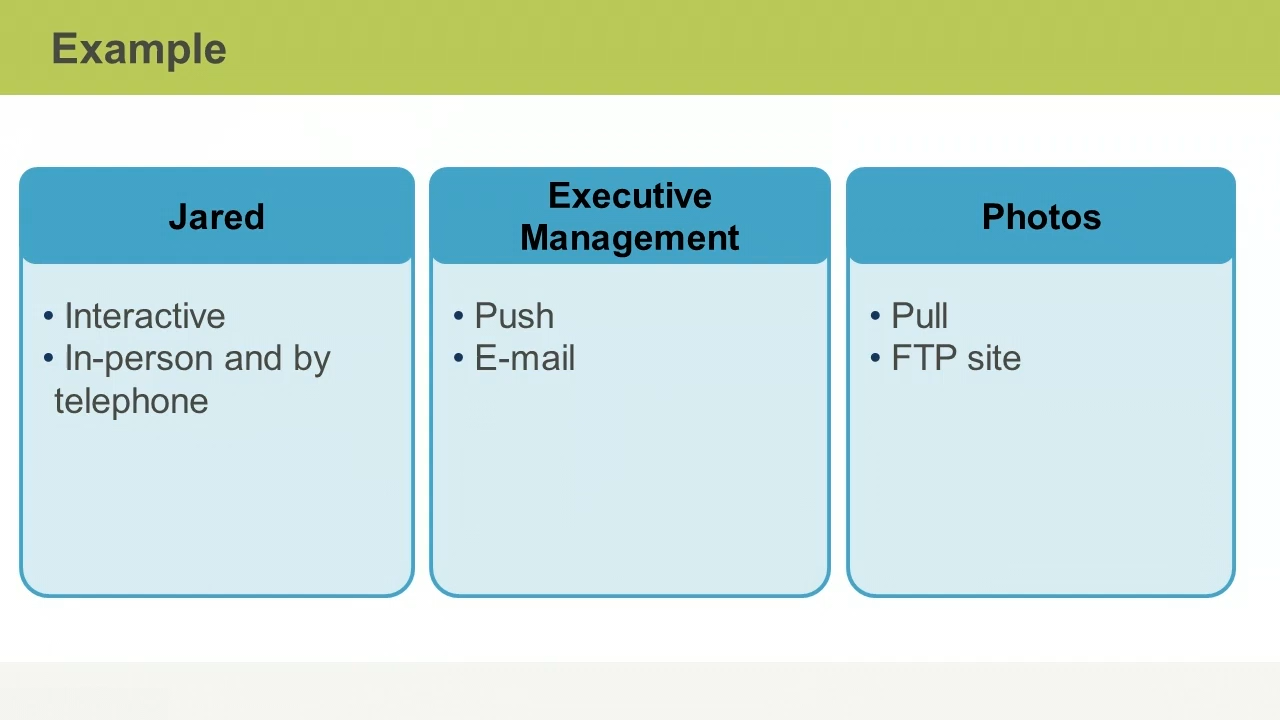 Example
Jared
• Interactive
• In-person and by
telephone
Executive
Management
• Push
• E-mail
Photos
• Pull
• FTP site